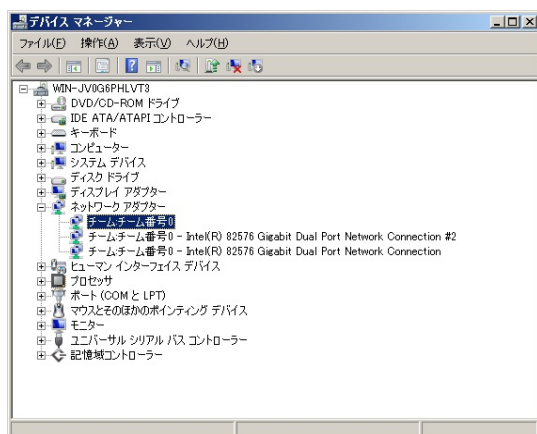 デバイス マネージャー
ファイル(F) 操作(A) 表示(V) ヘルプ(H)
WIN-JV0G6PHLVT3
DVD/CD-ROM ドライブ
IDE ATA/ATAPI コントローラー
キーボード
コンピューター
システム デバイス
ディスク ドライブ
ディスプレイ アダプター
ネットワーク アダプター
チーム:チーム番号0
チーム:チーム番号0 - Intel(R) 82576 Gigabit Dual Port Network Connection #2
チーム:チーム番号0 - Intel(R) 82576 Gigabit Dual Port Network Connection
ヒューマン インターフェイス デバイス
プロセッサ
ポート (COM と LPT)
マウスとそのほかのポインティング デバイス
モニター
ユニバーサル シリアル バス コントローラー
記憶域コントローラー